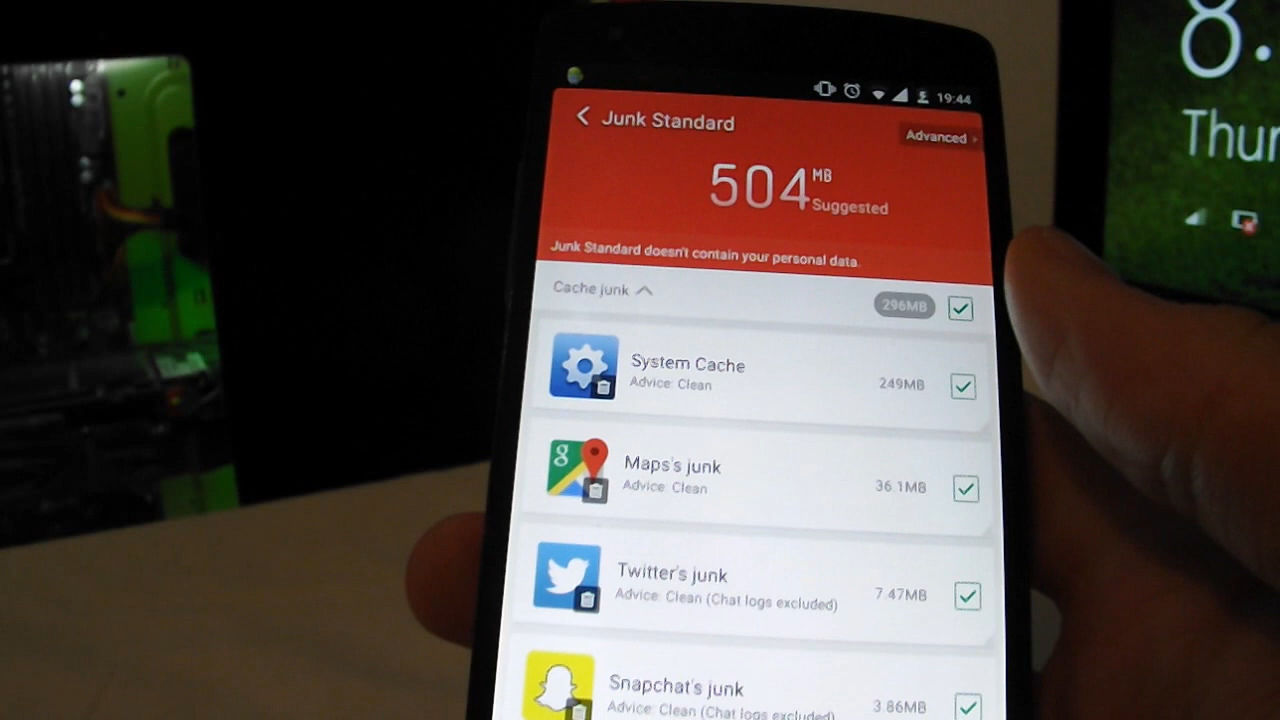 19:44
Junk Standard
Advanced
504 MB
Suggested
Junk Standard doesn't contain your personal data.
Cache junk
296MB
System Cache
Advice: Clean
249MB
g
Maps's junk
Advice: Clean
36.1MB
Twitter's junk
Advice: Clean (Chat logs excluded)
7.47MB
Snapchat's junk
Advice: Clean (Chat logs excluded)
3.86MB
8.
Thur